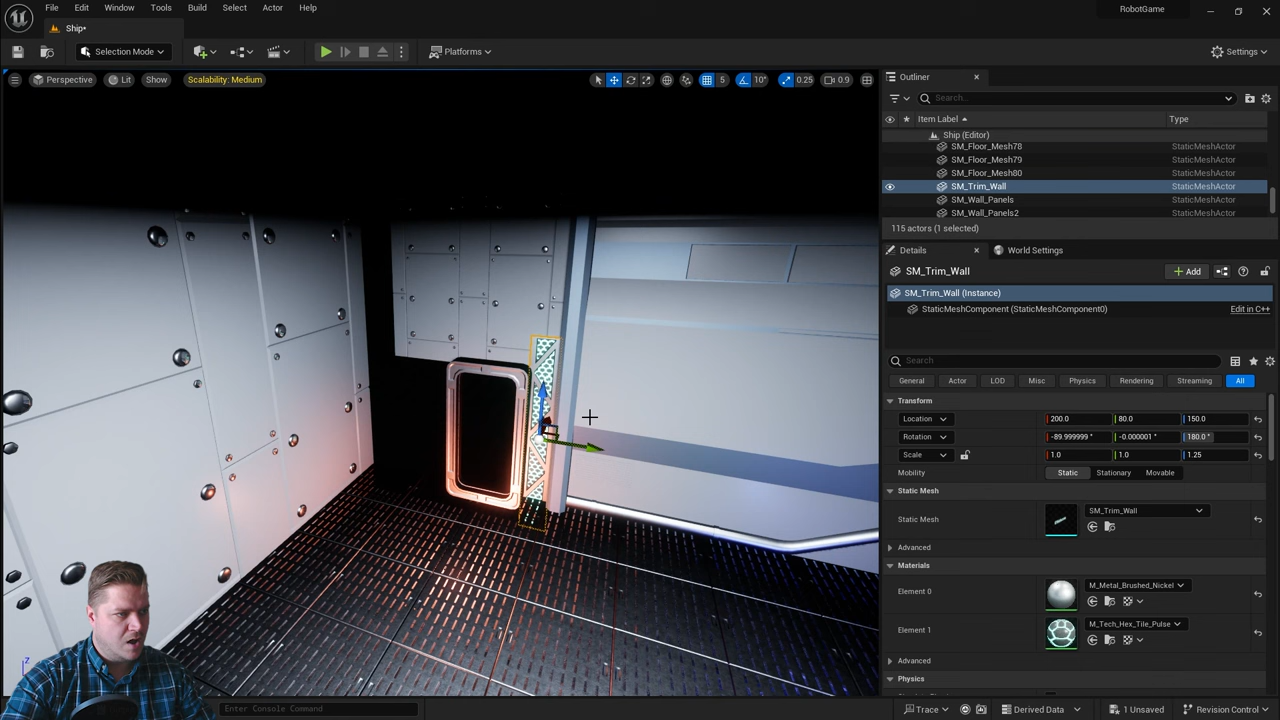 File Edit Window Tools Build Select Actor Help
RobotGame
Ship•
Selection Mode
Platforms
Settings
Perspective Lit Show Scalability: Medium
5 10° 0.25 0.9
Outliner
Search...
Item Label Type
Ship (Editor)
SM_Floor_Mesh78 StaticMeshActor
SM_Floor_Mesh79 StaticMeshActor
SM_Floor_Mesh80 StaticMeshActor
SM_Trim_Wall StaticMeshActor
SM_Wall_Panels StaticMeshActor
SM_Wall_Panels2 StaticMeshActor
115 actors (1 selected)
Details World Settings
SM_Trim_Wall
Add
SM_Trim_Wall (Instance)
StaticMeshComponent (StaticMeshComponent0) Edit in C++
Search
General Actor LOD Misc Physics Rendering Streaming All
Transform
Location 200.0 80.0 150.0
Rotation -89.999999 ° -0.000001 ° 180.0 °
Scale 1.0 1.0 1.25
Mobility Static Stationary Movable
Static Mesh
Static Mesh SM_Trim_Wall
Advanced
Materials
Element 0 M_Metal_Brushed_Nickel
Element 1 M_Tech_Hex_Tile_Pulse
Advanced
Physics
Z
Enter Console Command
Trace Derived Data 1 Unsaved Revision Control